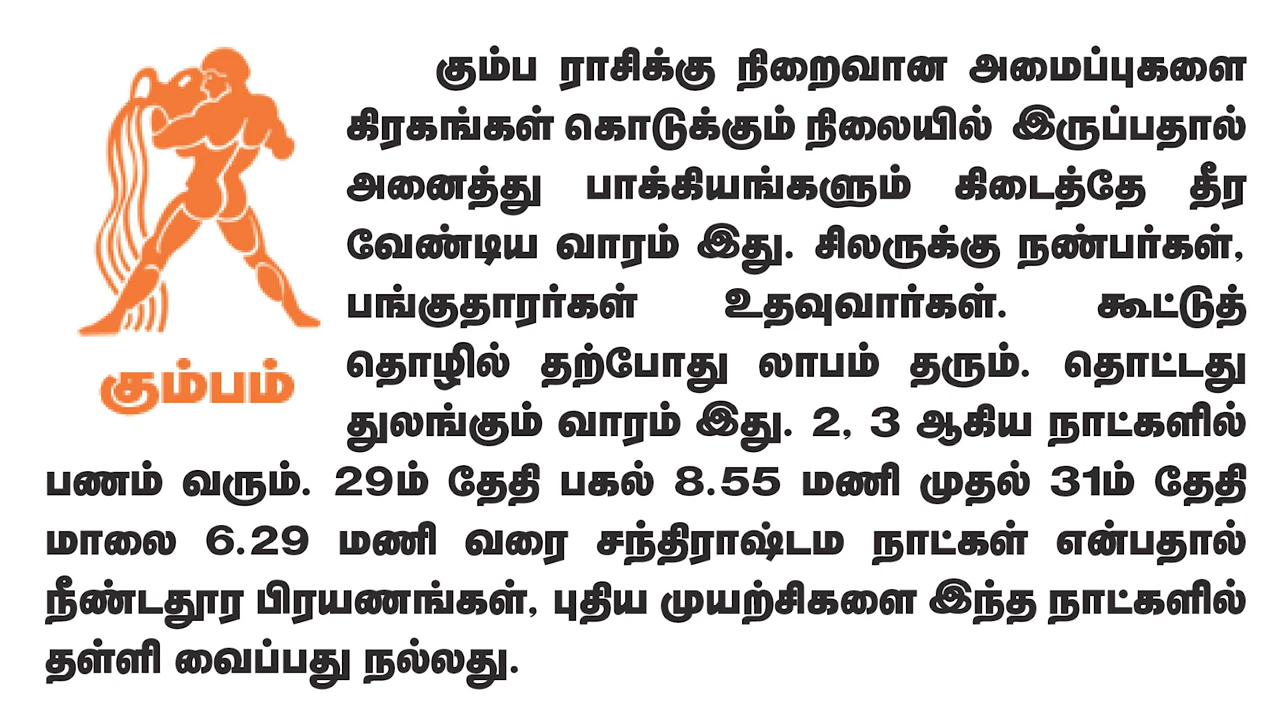 கும்ப ராசிக்கு நிறைவான அமைப்புகளை
கிரகங்கள் கொடுக்கும் நிலையில் இருப்பதால்
அனைத்து பாக்கியங்களும் கிடைத்தே தீர
வேண்டிய வாரம் இது. சிலருக்கு நண்பர்கள்,
பங்குதாரர்கள் உதவுவார்கள். கூட்டுத்
தொழில் தற்போது லாபம் தரும். தொட்டது
துலங்கும் வாரம் இது. 2, 3 ஆகிய நாட்களில்
கும்பம்
பணம் வரும். 29ம் தேதி பகல் 8.55 மணி முதல் 31ம் தேதி
மாலை 6.29 மணி வரை சந்திராஷ்டம நாட்கள் என்பதால்
நீண்டதூர பிரயணங்கள், புதிய முயற்சிகளை இந்த நாட்களில்
தள்ளி வைப்பது நல்லது.